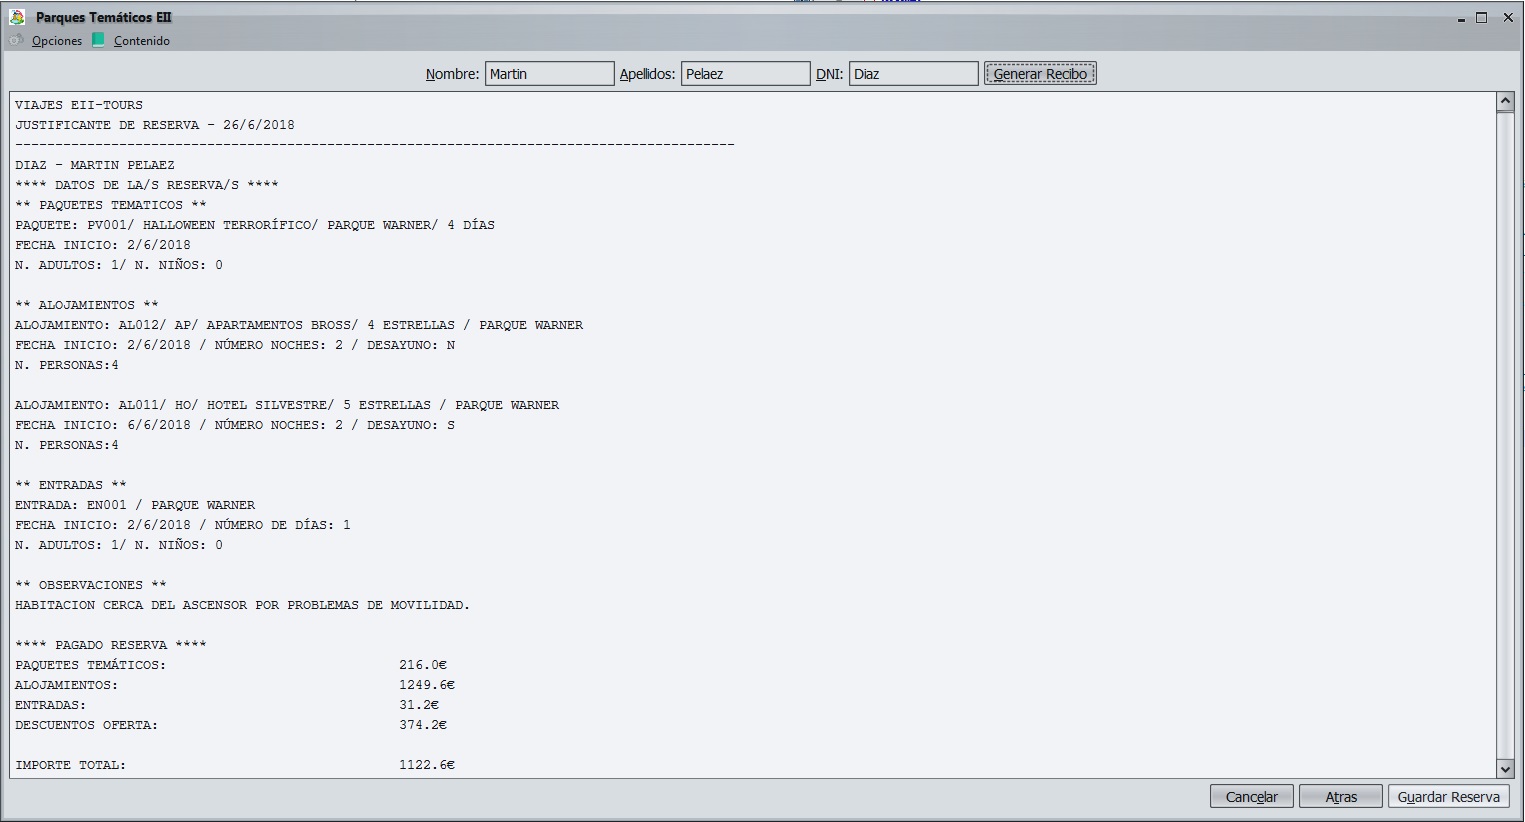 Parques Temáticos EII
Opciones Contenido
Nombre: Martin Apellidos: Pelaez DNI: Diaz Generar Recibo
VIAJES EII-TOURS
JUSTIFICANTE DE RESERVA - 26/6/2018
------------------------------------------------------------------------------------------
DIAZ - MARTIN PELAEZ
**** DATOS DE LA/S RESERVA/S ****
** PAQUETES TEMATICOS **
PAQUETE: PV001/ HALLOWEEN TERRORÍFICO/ PARQUE WARNER/ 4 DÍAS
FECHA INICIO: 2/6/2018
N. ADULTOS: 1/ N. NIÑOS: 0
** ALOJAMIENTOS **
ALOJAMIENTO: AL012/ AP/ APARTAMENTOS BROSS/ 4 ESTRELLAS / PARQUE WARNER
FECHA INICIO: 2/6/2018 / NÚMERO NOCHES: 2 / DESAYUNO: N
N. PERSONAS:4
ALOJAMIENTO: AL011/ HO/ HOTEL SILVESTRE/ 5 ESTRELLAS / PARQUE WARNER
FECHA INICIO: 6/6/2018 / NÚMERO NOCHES: 2 / DESAYUNO: S
N. PERSONAS:4
** ENTRADAS **
ENTRADA: EN001 / PARQUE WARNER
FECHA INICIO: 2/6/2018 / NÚMERO DE DÍAS: 1
N. ADULTOS: 1/ N. NIÑOS: 0
** OBSERVACIONES **
HABITACION CERCA DEL ASCENSOR POR PROBLEMAS DE MOVILIDAD.
**** PAGADO RESERVA ****
PAQUETES TEMÁTICOS: 216.0€
ALOJAMIENTOS: 1249.6€
ENTRADAS: 31.2€
DESCUENTOS OFERTA: 374.2€
IMPORTE TOTAL: 1122.6€
Cancelar Atras Guardar Reserva